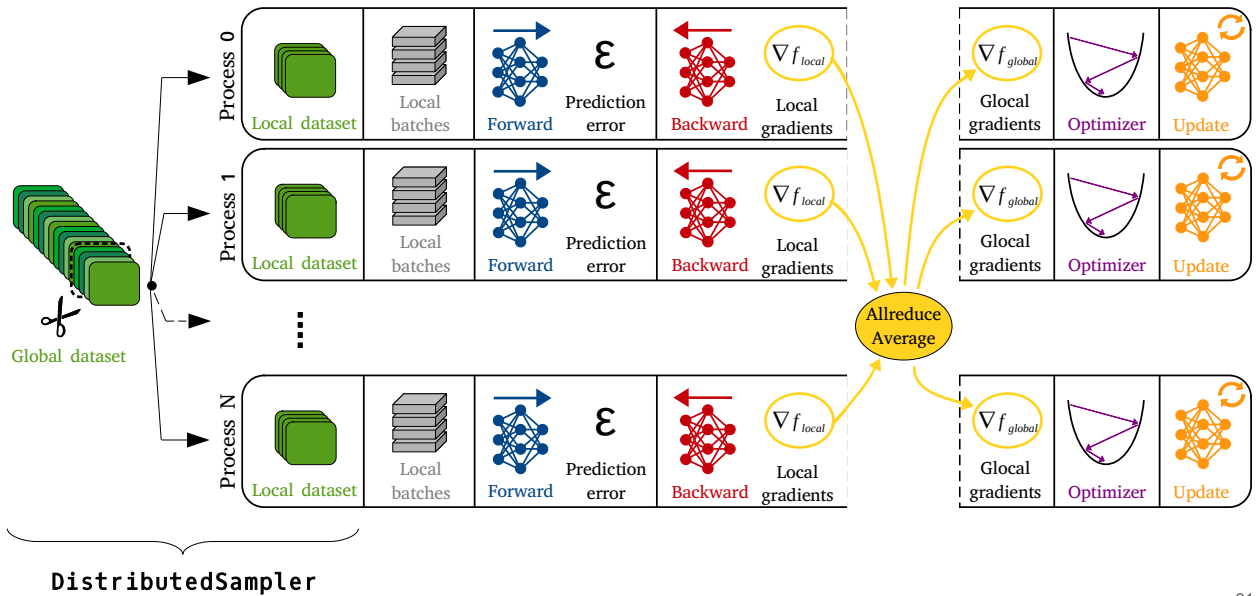 Process 0
Local dataset
Local
batches
Forward
ε
Prediction
error
Backward
∇f local
Local
gradients
∇f global
Glocal
gradients
Optimizer
Update
Process 1
Local dataset
Local
batches
Forward
ε
Prediction
error
Backward
∇f local
Local
gradients
∇f global
Glocal
gradients
Optimizer
Update
Global dataset
Allreduce
Average
Process N
Local dataset
Local
batches
Forward
ε
Prediction
error
Backward
∇f local
Local
gradients
∇f global
Glocal
gradients
Optimizer
Update
DistributedSampler